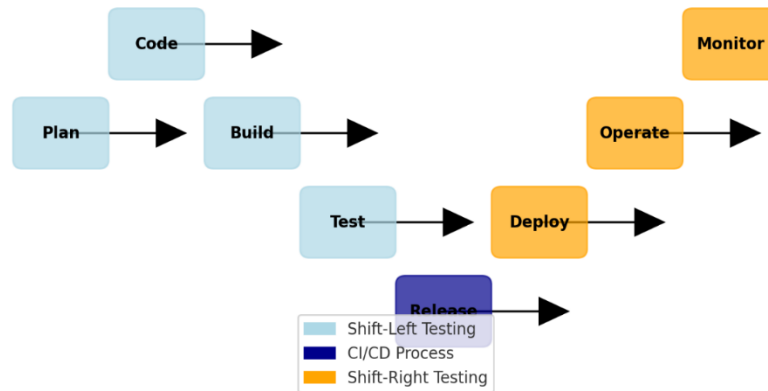 Code
Monitor
Plan
Build
Operate
Test
Deploy
Release
Shift-Left Testing
CI/CD Process
Shift-Right Testing